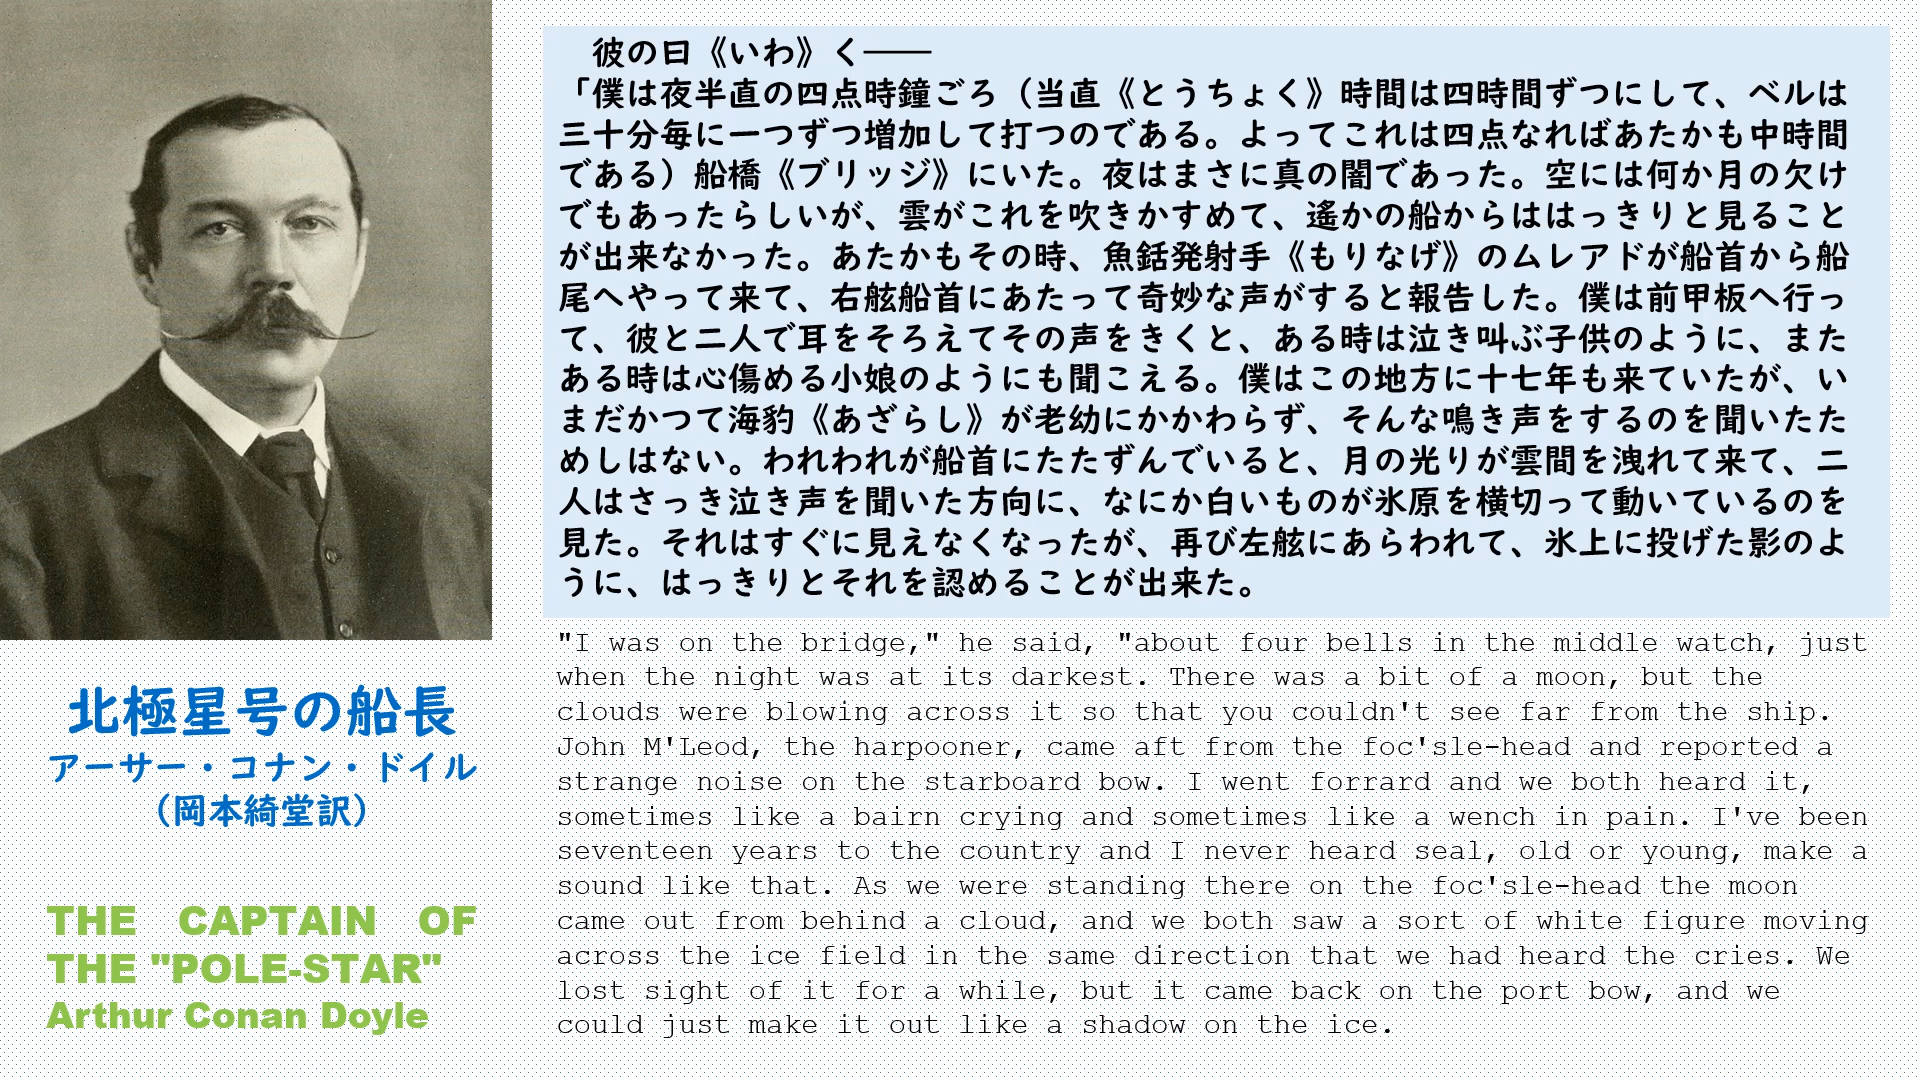 彼の曰《いわ》く――
「僕は夜半直の四点時鐘ごろ（当直《とうちょく》時間は四時間ずつにして、ベルは
三十分毎に一つずつ増加して打つのである。よってこれは四点なればあたかも中時間
である）船橋《ブリッジ》にいた。夜はまさに真の闇であった。空には何か月の欠け
でもあったらしいが、雲がこれを吹きかすめて、遙かの船からははっきりと見ること
が出来なかった。あたかもその時、魚銛発射手《もりなげ》のムレアドが船首から船
尾へやって来て、右舷船首にあたって奇妙な声がすると報告した。僕は前甲板へ行っ
て、彼と二人で耳をそろえてその声をきくと、ある時は泣き叫ぶ子供のように、また
ある時は心傷める小娘のようにも聞こえる。僕はこの地方に十七年も来ていたが、い
まだかつて海豹《あざらし》が老幼にかかわらず、そんな鳴き声をするのを聞いたた
めしはない。われわれが船首にたたずんでいると、月の光りが雲間を洩れて来て、二
人はさっき泣き声を聞いた方向に、なにか白いものが氷原を横切って動いているのを
見た。それはすぐに見えなくなったが、再び左舷にあらわれて、氷上に投げた影のよ
うに、はっきりとそれを認めることが出来た。
"I was on the bridge," he said, "about four bells in the middle watch, just
when the night was at its darkest. There was a bit of a moon, but the
clouds were blowing across it so that you couldn't see far from the ship.
John M'Leod, the harpooner, came aft from the foc'sle-head and reported a
strange noise on the starboard bow. I went forrard and we both heard it,
sometimes like a bairn crying and sometimes like a wench in pain. I've been
seventeen years to the country and I never heard seal, old or young, make a
sound like that. As we were standing there on the foc'sle-head the moon
came out from behind a cloud, and we both saw a sort of white figure moving
across the ice field in the same direction that we had heard the cries. We
lost sight of it for a while, but it came back on the port bow, and we
could just make it out like a shadow on the ice.
北極星号の船長
アーサー・コナン・ドイル
（岡本綺堂訳）
THE CAPTAIN OF
THE "POLE-STAR"
Arthur Conan Doyle